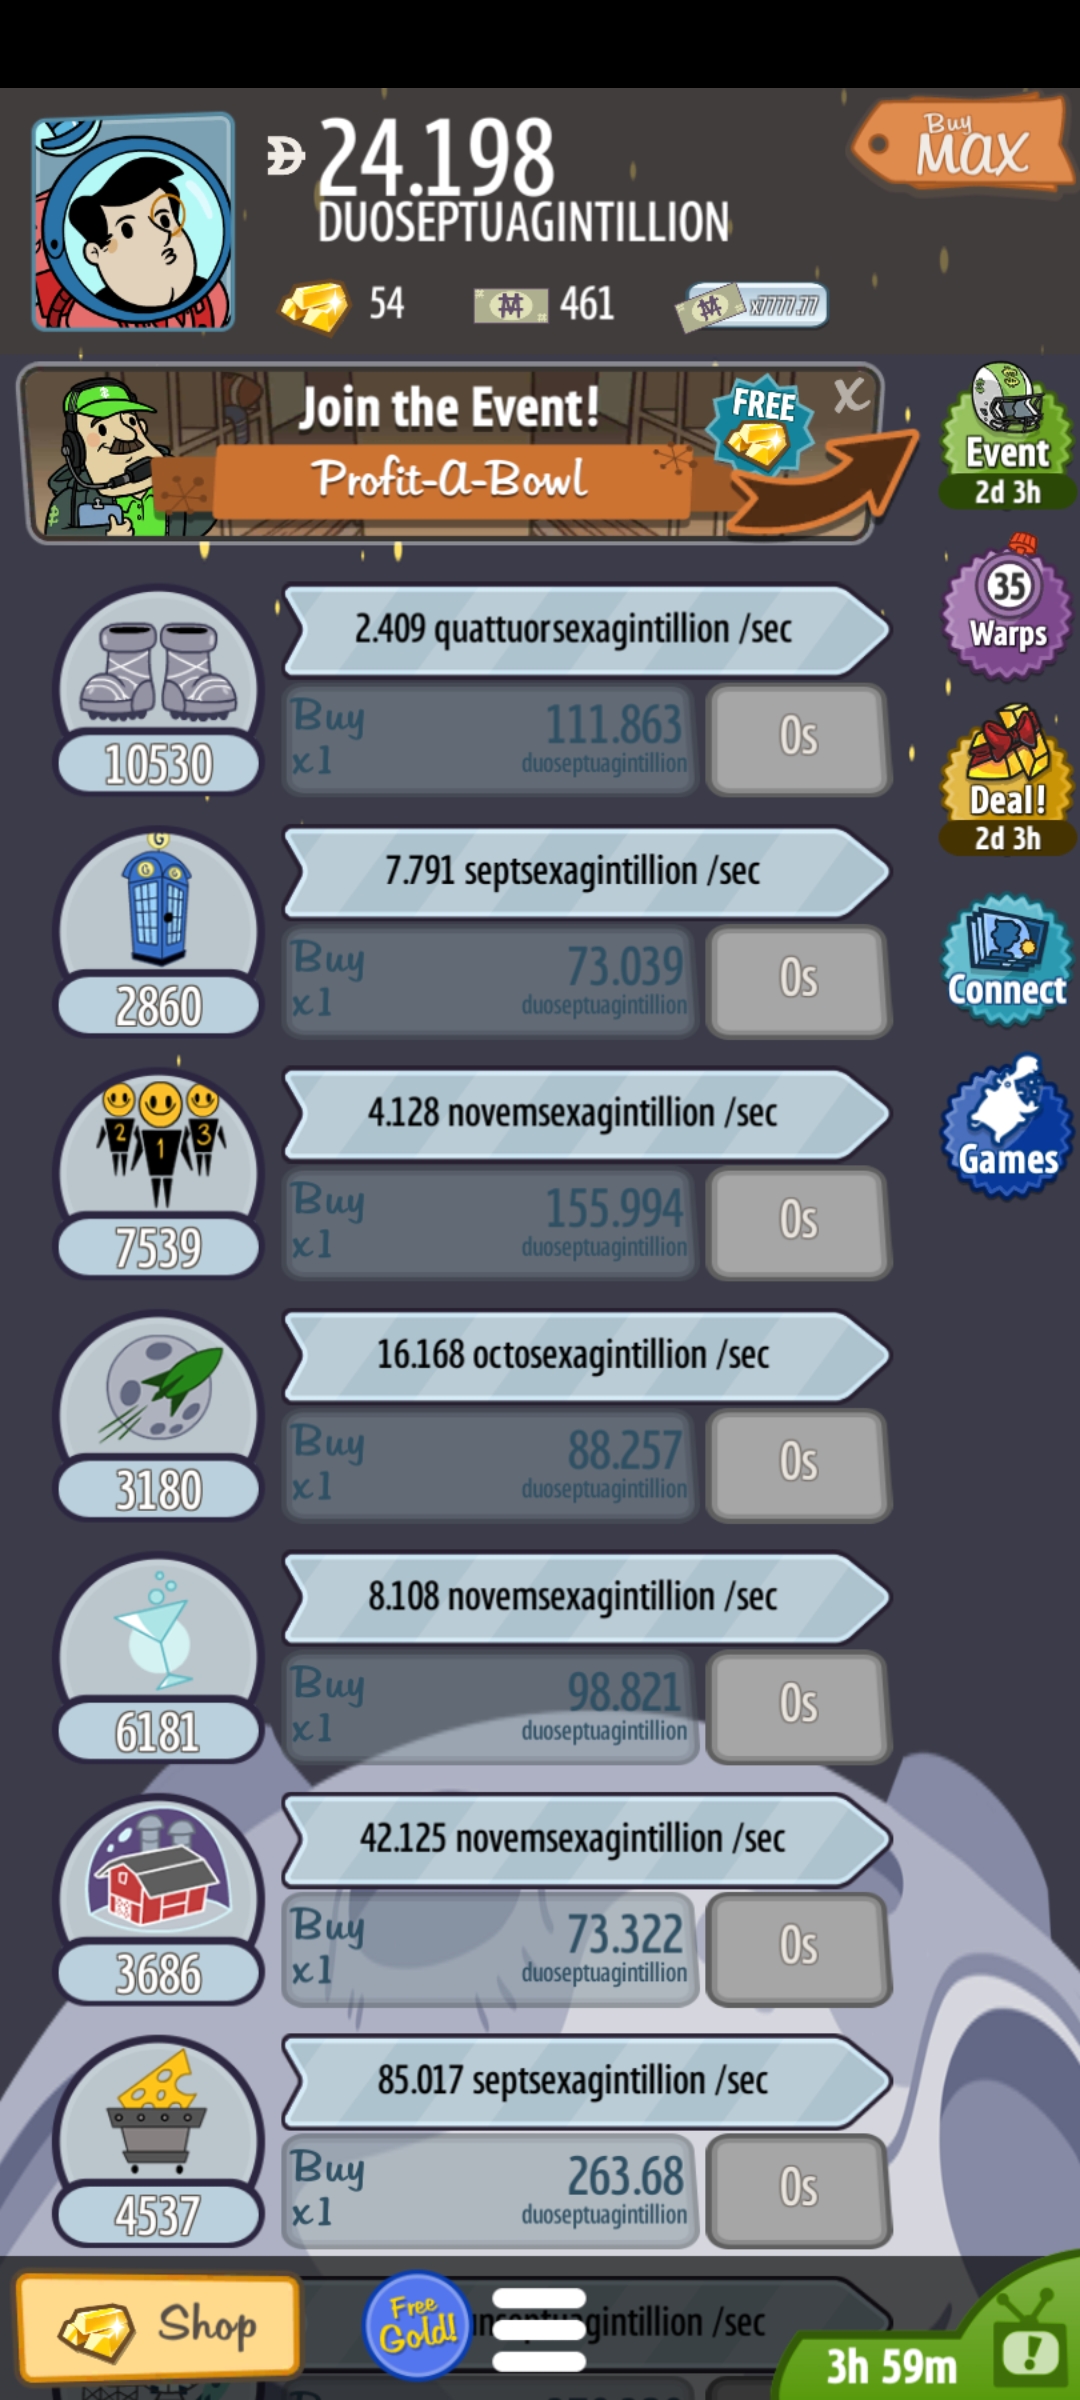 24.198
DUOSEPTUAGINTILLION
Buy
MAX
54
461
x7777.77
Join the Event!
Profit-A-Bowl
FREE
X
Event
2d 3h
35
Warps
Deal!
2d 3h
Connect
Games
2.409 quattuorsexagintillion /sec
Buy
x1
111.863
duoseptuagintillion
0s
10530
G
G G
7.791 septsexagintillion /sec
Buy
x1
73.039
duoseptuagintillion
0s
2860
2 1 3
4.128 novemsexagintillion /sec
Buy
x1
155.994
duoseptuagintillion
0s
7539
16.168 octosexagintillion /sec
Buy
x1
88.257
duoseptuagintillion
0s
3180
8.108 novemsexagintillion /sec
Buy
x1
98.821
duoseptuagintillion
0s
6181
42.125 novemsexagintillion /sec
Buy
x1
73.322
duoseptuagintillion
0s
3686
85.017 septsexagintillion /sec
Buy
x1
263.68
duoseptuagintillion
0s
4537
Shop
Free
Gold!
/sec
3h 59m
!
Buy